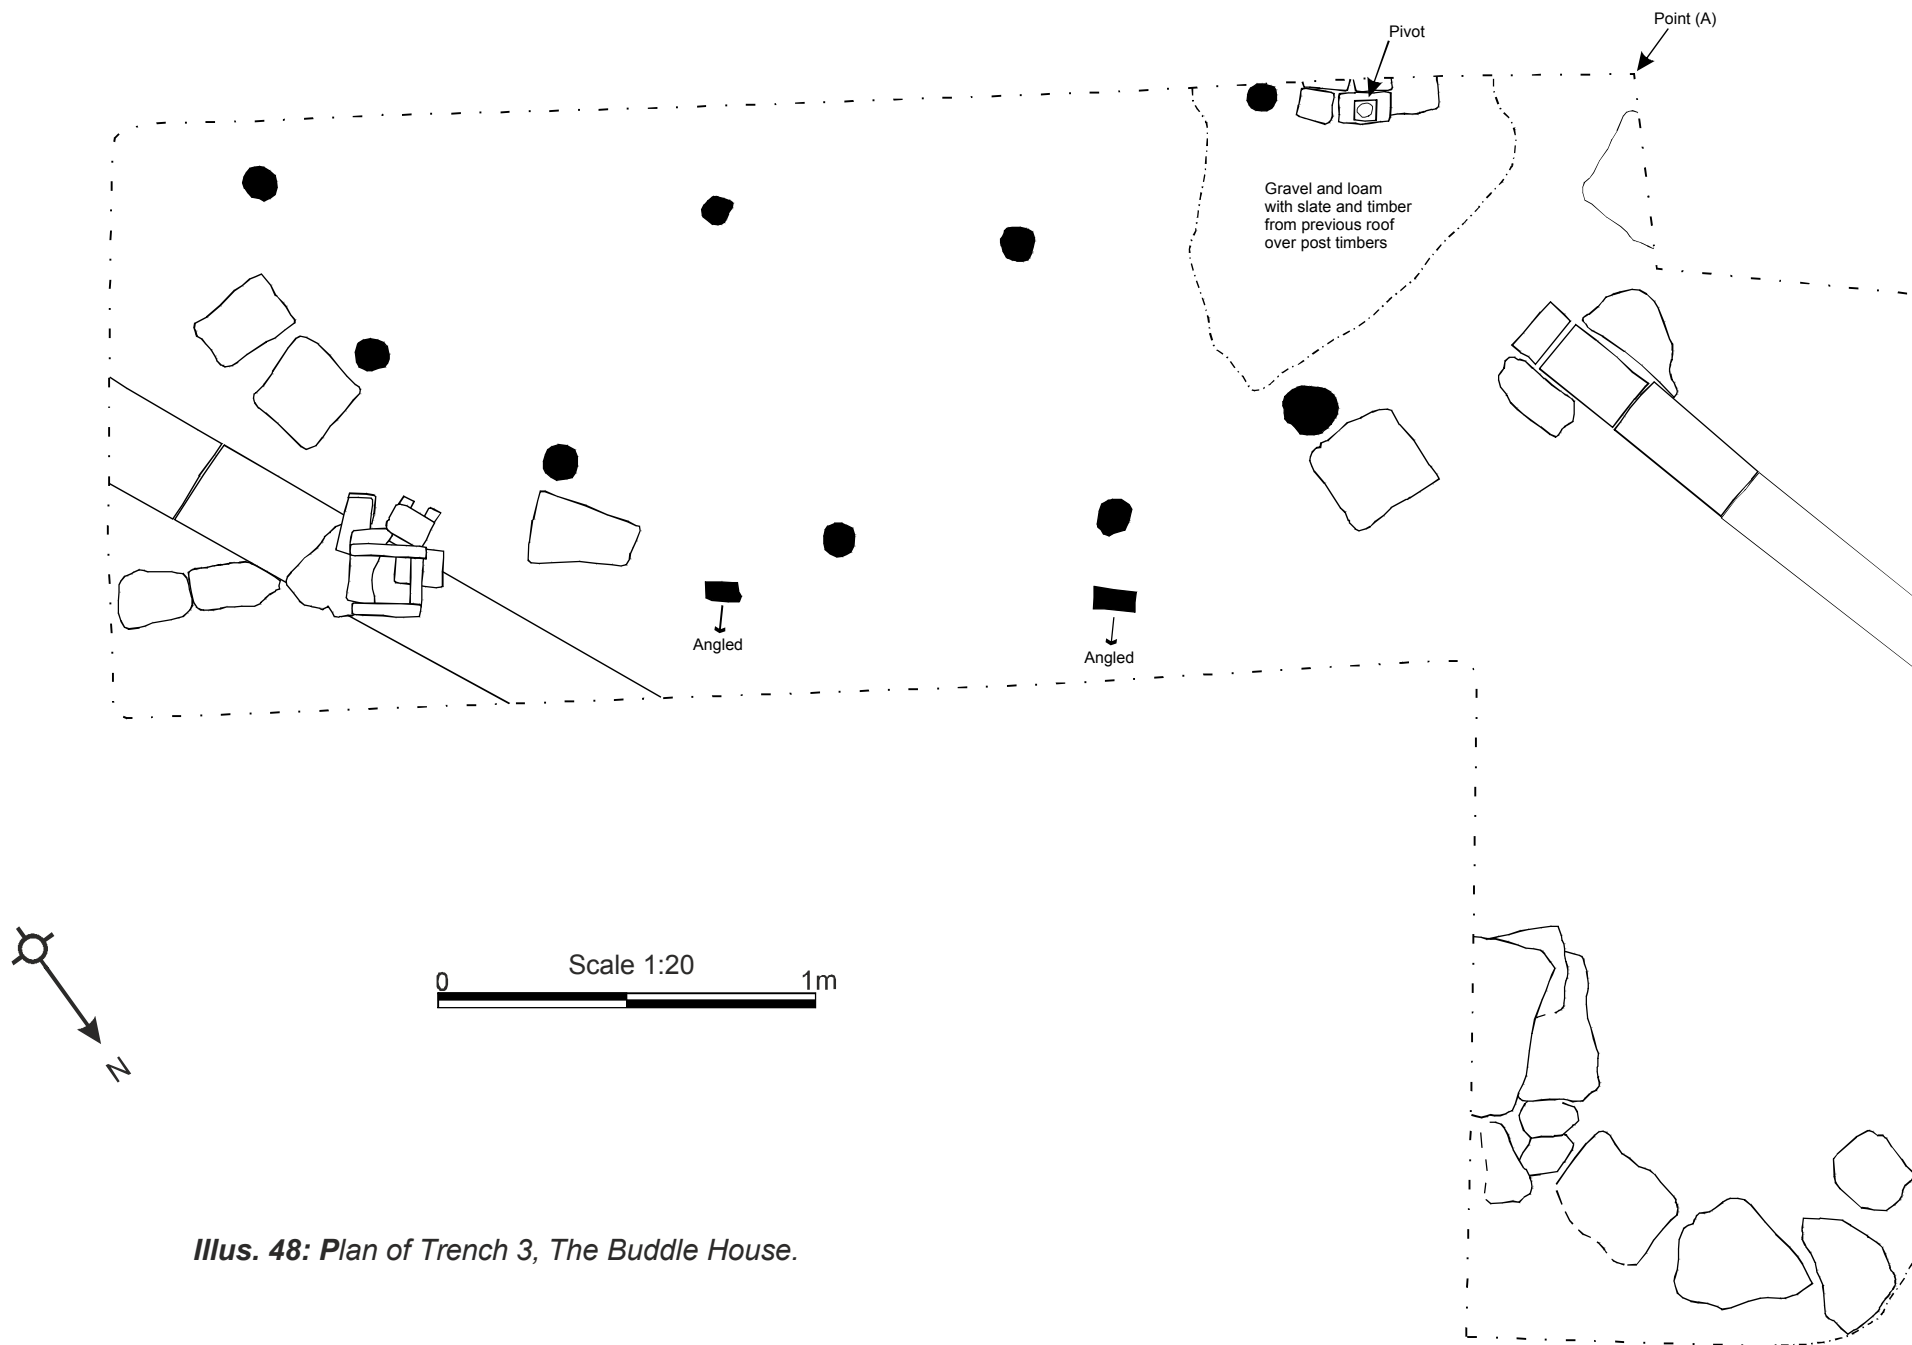 Point (A)
Pivot
Gravel and loam
with slate and timber
from previous roof
over post timbers
Angled
Angled
Scale 1:20
0 1m
N
Illus. 48: Plan of Trench 3, The Buddle House.